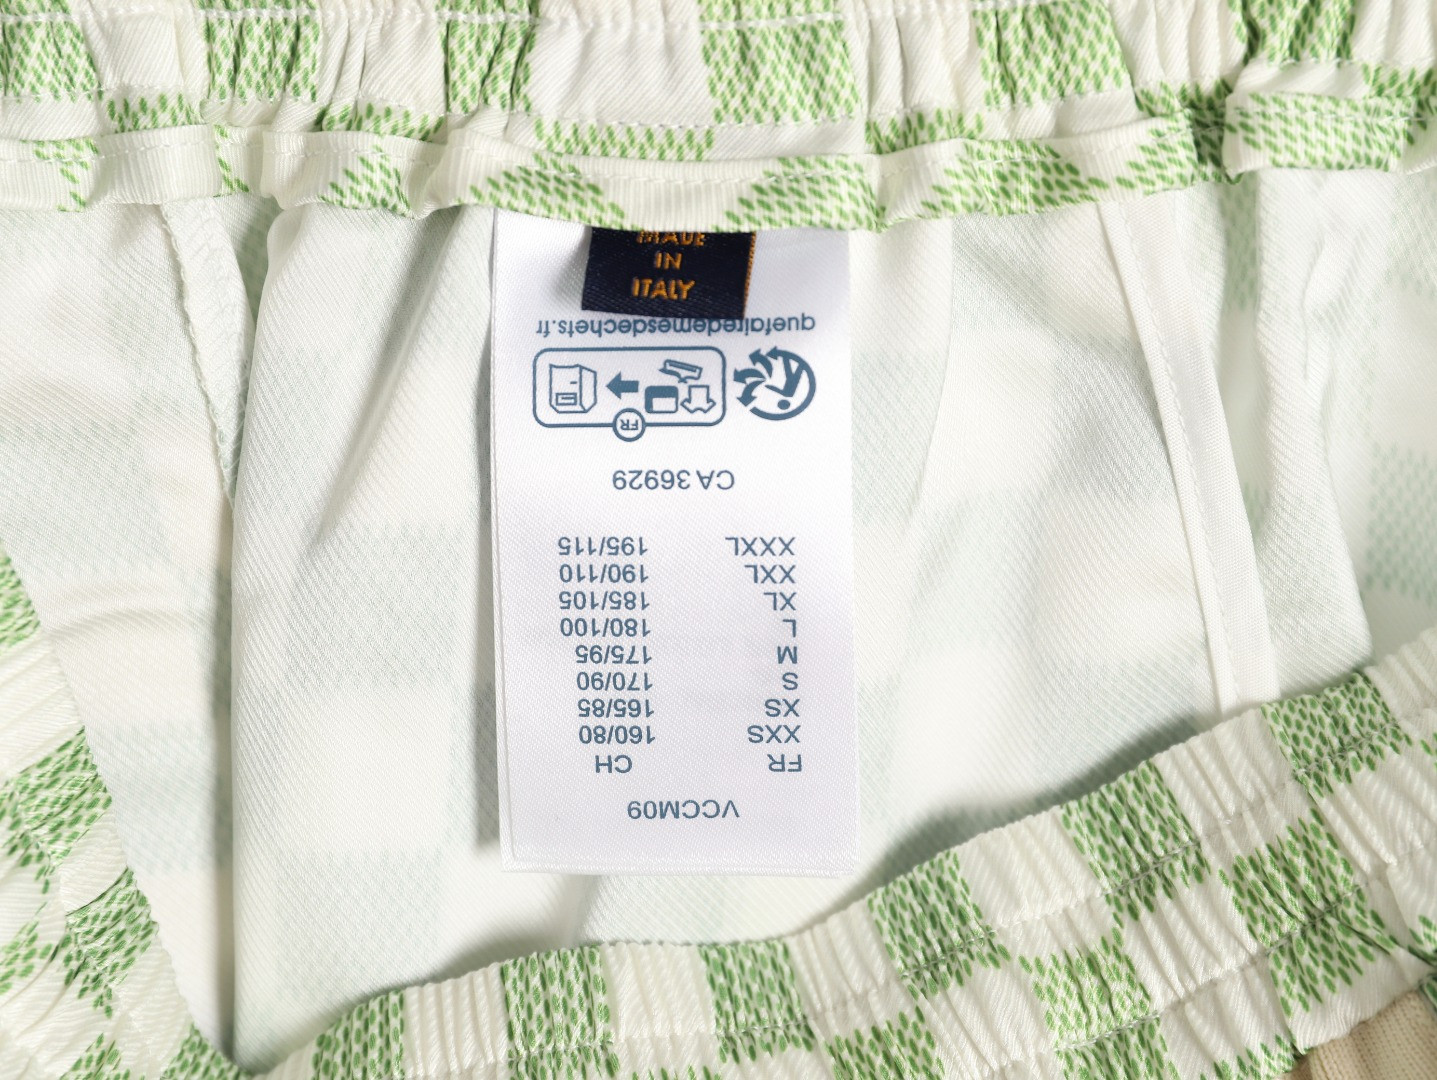 MADE
IN
ITALY
VCCM09
FR CH
XXS 160/80
XS 165/85
S 170/90
M 175/95
L 180/100
XL 185/105
XXL 190/110
XXXL 195/115
CA 36929
FR
quefairedemesdechets.fr